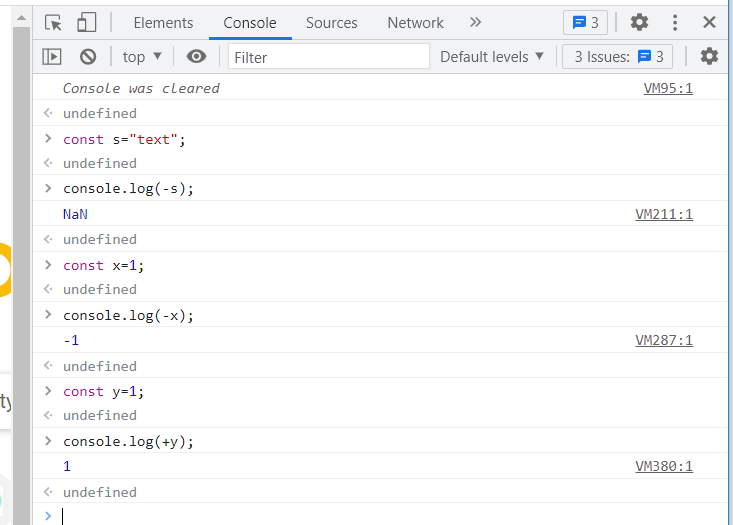 Elements Console Sources Network 3
top Filter Default levels 3 Issues: 3
Console was cleared VM95:1
undefined
const s="text";
undefined
console.log(-s);
NaN VM211:1
undefined
const x=1;
undefined
console.log(-x);
-1 VM287:1
undefined
const y=1;
undefined
console.log(+y);
1 VM380:1
undefined
ty